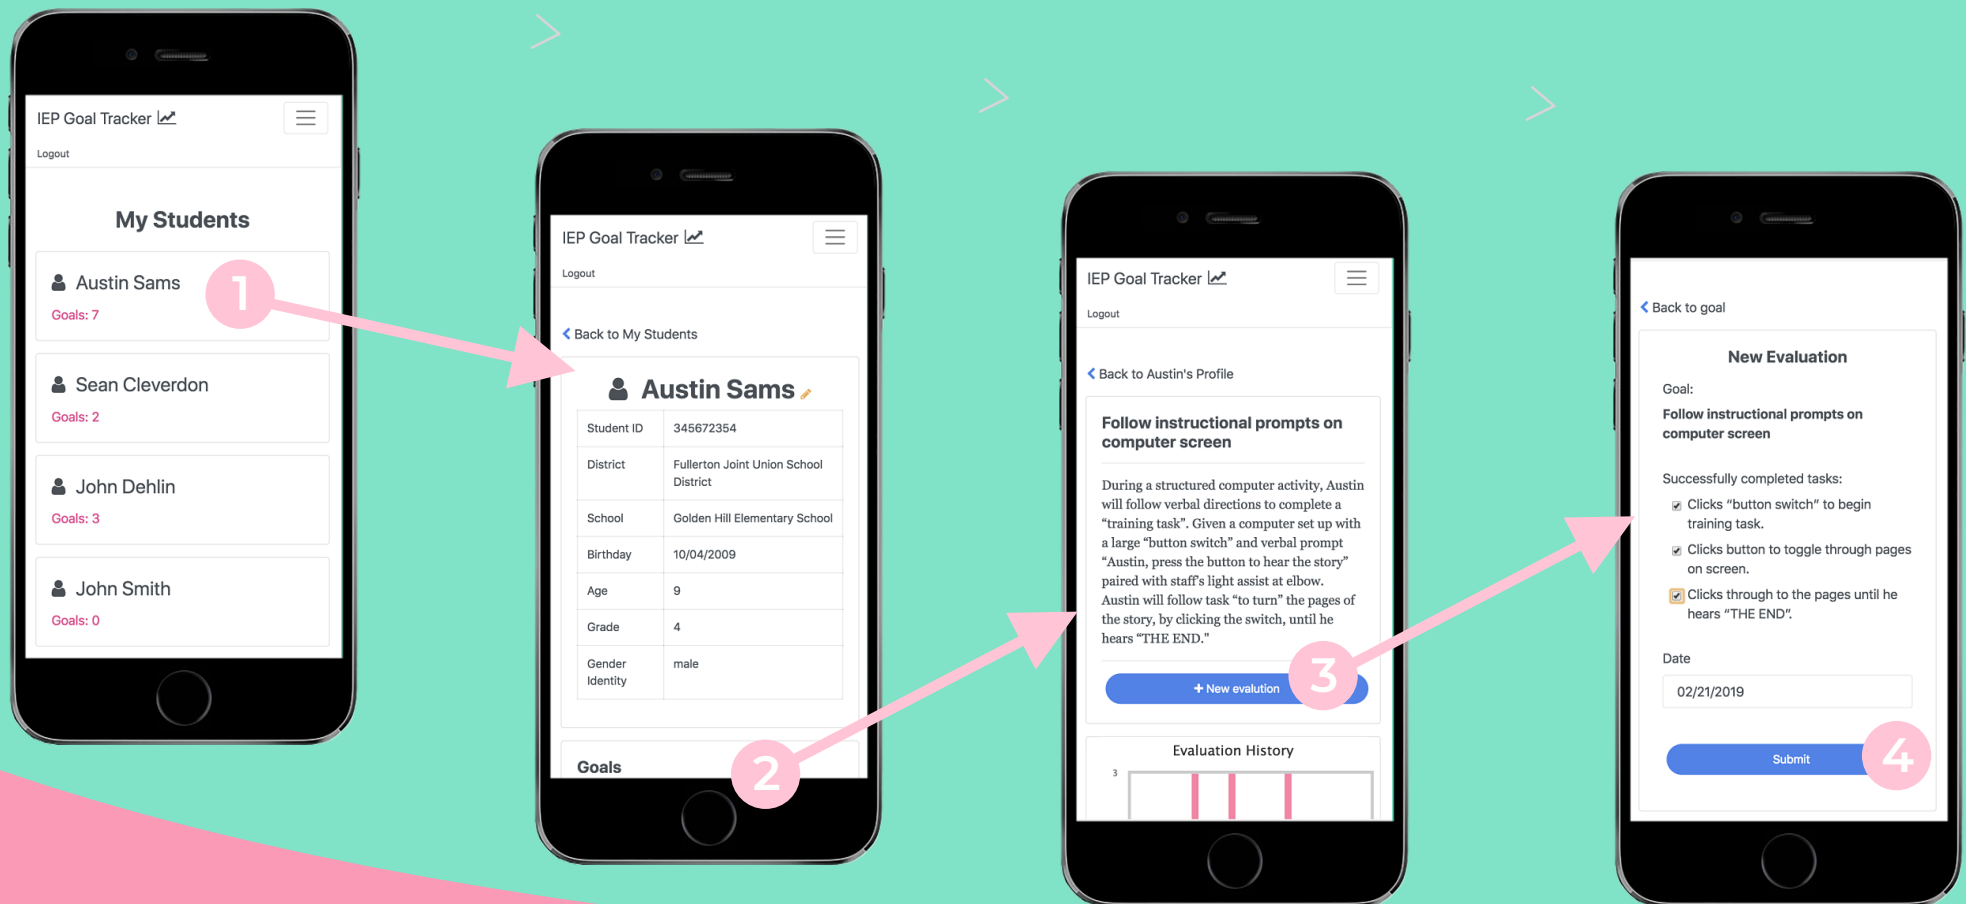 IEP Goal Tracker
Logout
My Students
Austin Sams
Goals: 7
Sean Cleverdon
Goals: 2
John Dehlin
Goals: 3
John Smith
Goals: 0
1
IEP Goal Tracker
Logout
Back to My Students
Austin Sams
Student ID 345672354
District Fullerton Joint Union School
District
School Golden Hill Elementary School
Birthday 10/04/2009
Age 9
Grade 4
Gender male
Identity
Goals
2
IEP Goal Tracker
Logout
Back to Austin's Profile
Follow instructional prompts on
computer screen
During a structured computer activity, Austin
will follow verbal directions to complete a
“training task”. Given a computer set up with
a large “button switch” and verbal prompt
“Austin, press the button to hear the story”
paired with staff’s light assist at elbow.
Austin will follow task “to turn” the pages of
the story, by clicking the switch, until he
hears “THE END."
+ New evalution
3
Evaluation History
3
Back to goal
New Evaluation
Goal:
Follow instructional prompts on
computer screen
Successfully completed tasks:
Clicks “button switch” to begin
training task.
Clicks button to toggle through pages
on screen.
Clicks through to the pages until he
hears “THE END”.
Date
02/21/2019
Submit
4